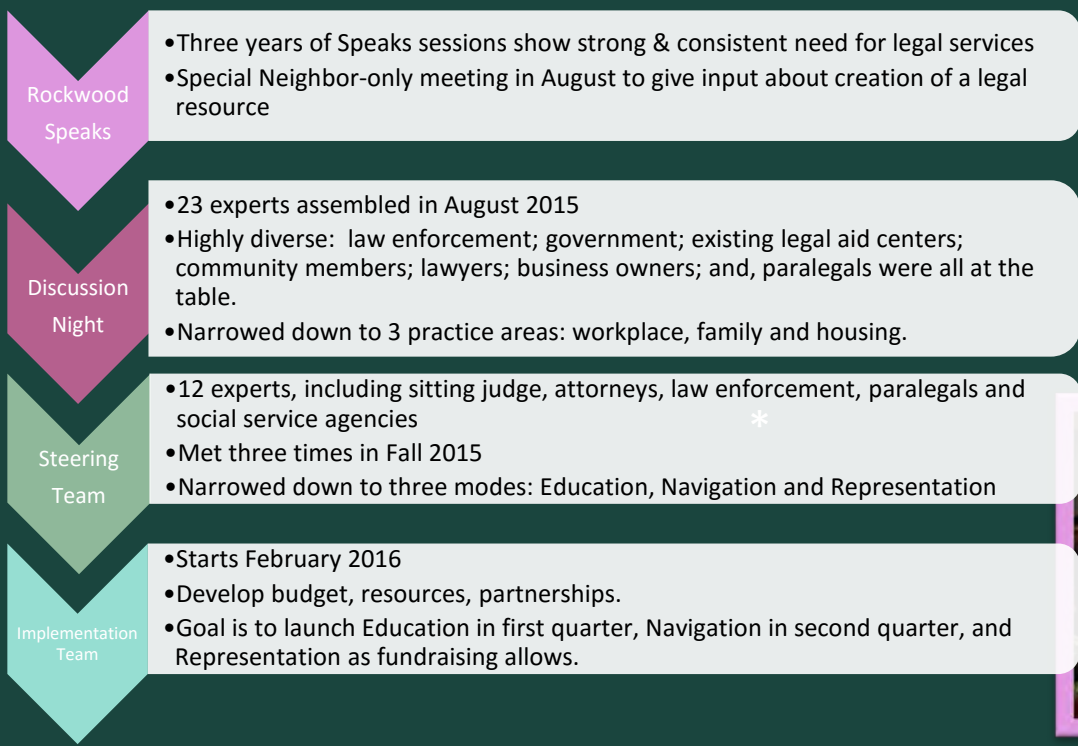 Rockwood
Speaks
•Three years of Speaks sessions show strong & consistent need for legal services
•Special Neighbor-only meeting in August to give input about creation of a legal
resource
Discussion
Night
•23 experts assembled in August 2015
•Highly diverse: law enforcement; government; existing legal aid centers;
community members; lawyers; business owners; and, paralegals were all at the
table.
•Narrowed down to 3 practice areas: workplace, family and housing.
Steering
Team
•12 experts, including sitting judge, attorneys, law enforcement, paralegals and
social service agencies
*
•Met three times in Fall 2015
•Narrowed down to three modes: Education, Navigation and Representation
Implementation
Team
•Starts February 2016
•Develop budget, resources, partnerships.
•Goal is to launch Education in first quarter, Navigation in second quarter, and
Representation as fundraising allows.